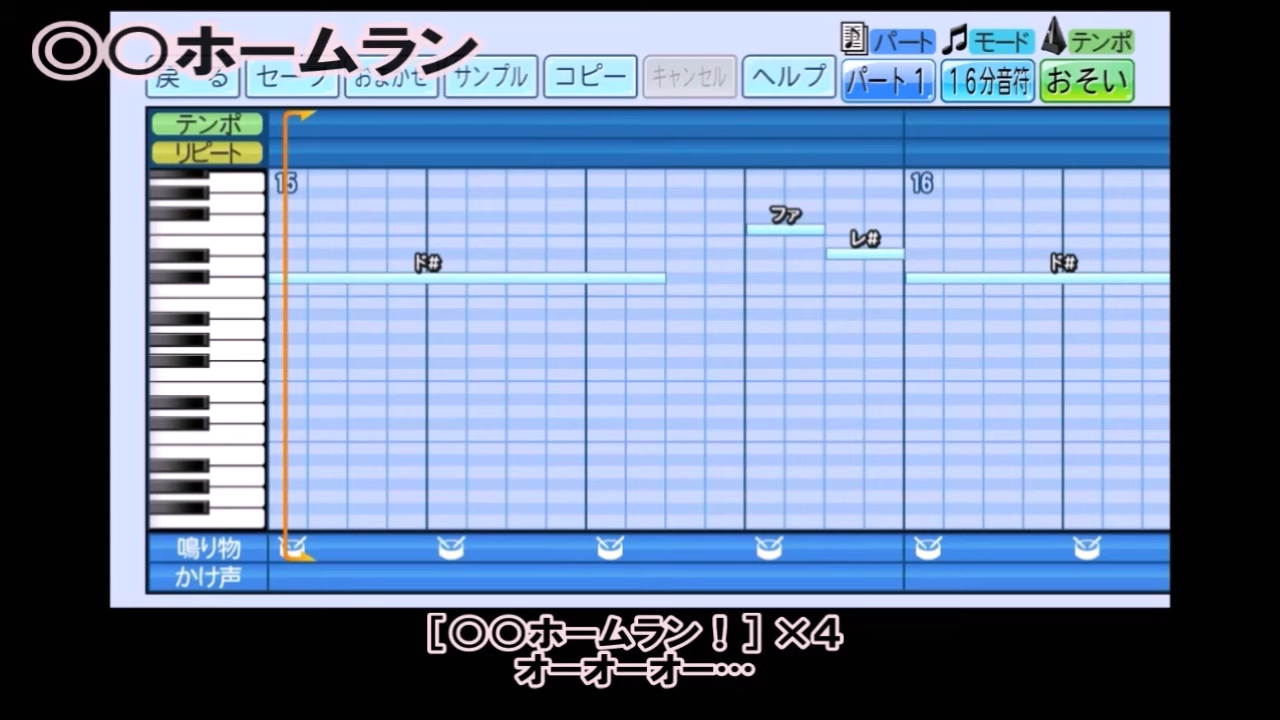 ◎〇ホームラン
パート モード テンポ
戻る セーブ おまかせ サンプル コピー キャンセル ヘルプ パート1 16分音符 おそい
テンポ
リピート
15 16
ファ
レ#
ド# ド#
鳴り物
かけ声
[〇〇ホームラン!]×4
オーオーオー…